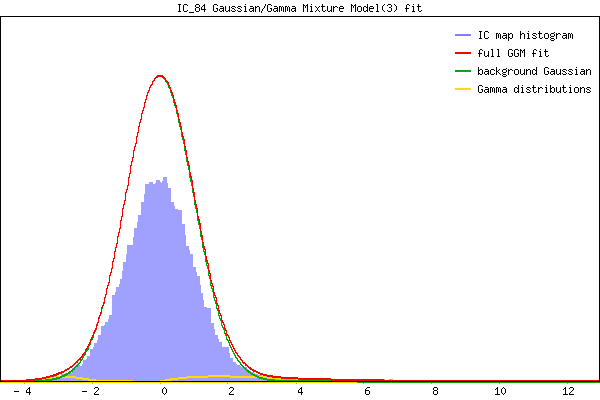 IC_84 Gaussian/Gamma Mixture Model(3) fit
IC map histogram
full GGM fit
background Gaussian
Gamma distributions
-4 -2 0 2 4 6 8 10 12